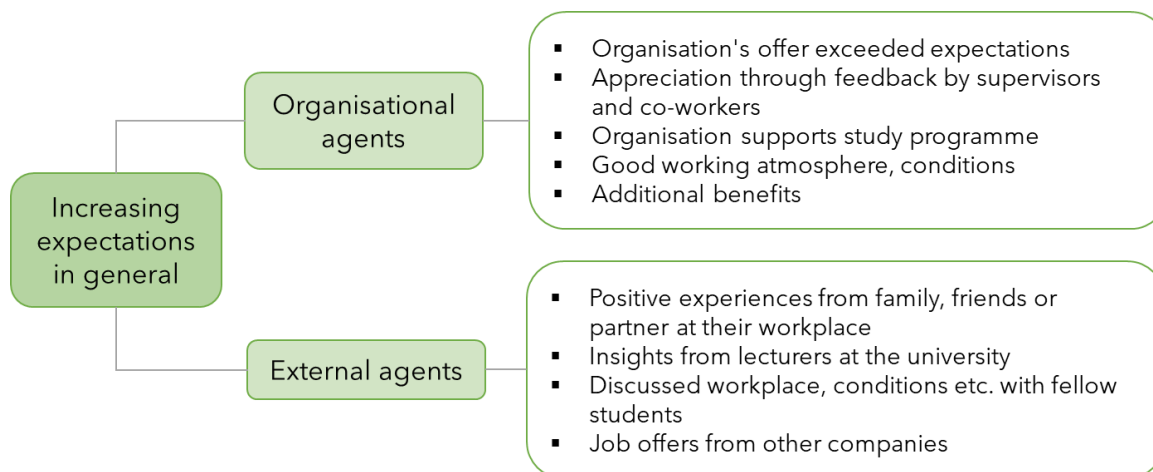 Increasing
expectations
in general
Organisational
agents
▪ Organisation's offer exceeded expectations
▪ Appreciation through feedback by supervisors
and co-workers
▪ Organisation supports study programme
▪ Good working atmosphere, conditions
▪ Additional benefits
External agents
▪ Positive experiences from family, friends or
partner at their workplace
▪ Insights from lecturers at the university
▪ Discussed workplace, conditions etc. with fellow
students
▪ Job offers from other companies